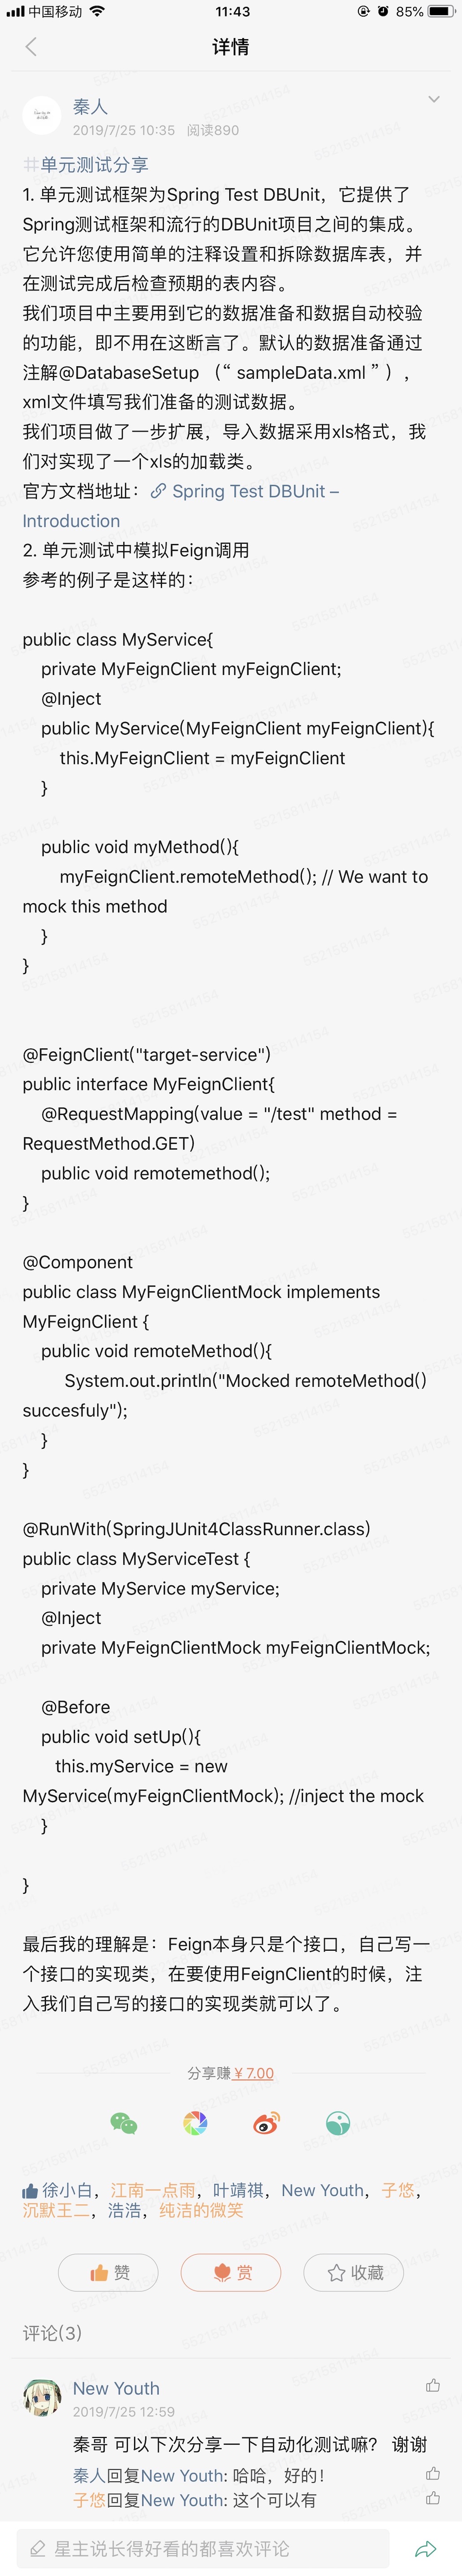 中国移动 11:43 85%
详情
秦人
2019/7/25 10:35 阅读890
#单元测试分享
1. 单元测试框架为Spring Test DBUnit，它提供了
Spring测试框架和流行的DBUnit项目之间的集成。
它允许您使用简单的注释设置和拆除数据库表，并
在测试完成后检查预期的表内容。
我们项目中主要用到它的数据准备和数据自动校验
的功能，即不用在这断言了。默认的数据准备通过
注解@DatabaseSetup （“ sampleData.xml ” ），
xml文件填写我们准备的测试数据。
我们项目做了一步扩展，导入数据采用xls格式，我
们对实现了一个xls的加载类。
官方文档地址： Spring Test DBUnit –
Introduction
2. 单元测试中模拟Feign调用
参考的例子是这样的：
public class MyService{
private MyFeignClient myFeignClient;
@Inject
public MyService(MyFeignClient myFeignClient){
this.MyFeignClient = myFeignClient
}
public void myMethod(){
myFeignClient.remoteMethod(); // We want to
mock this method
}
}
@FeignClient("target-service")
public interface MyFeignClient{
@RequestMapping(value = "/test" method =
RequestMethod.GET)
public void remotemethod();
}
@Component
public class MyFeignClientMock implements
MyFeignClient {
public void remoteMethod(){
System.out.println("Mocked remoteMethod()
succesfuly");
}
}
@RunWith(SpringJUnit4ClassRunner.class)
public class MyServiceTest {
private MyService myService;
@Inject
private MyFeignClientMock myFeignClientMock;
@Before
public void setUp(){
this.myService = new
MyService(myFeignClientMock); //inject the mock
}
}
最后我的理解是：Feign本身只是个接口，自己写一
个接口的实现类，在要使用FeignClient的时候，注
入我们自己写的接口的实现类就可以了。
分享赚￥7.00
徐小白，江南一点雨，叶靖祺，New Youth，子悠，
沉默王二，浩浩，纯洁的微笑
赞 赏 收藏
评论(3)
New Youth
2019/7/25 12:59
秦哥 可以下次分享一下自动化测试嘛？ 谢谢
秦人回复New Youth: 哈哈，好的！
子悠回复New Youth: 这个可以有
星主说长得好看的都喜欢评论
552158114164